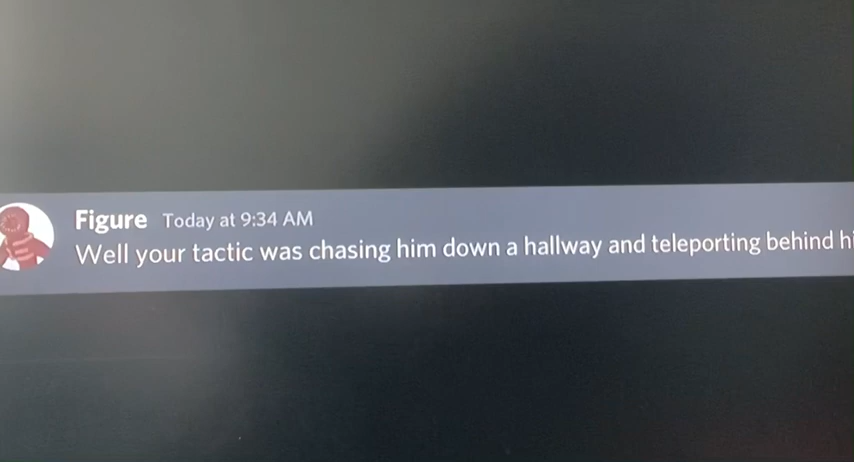 Figure Today at 9:34 AM
Well your tactic was chasing him down a hallway and teleporting behind